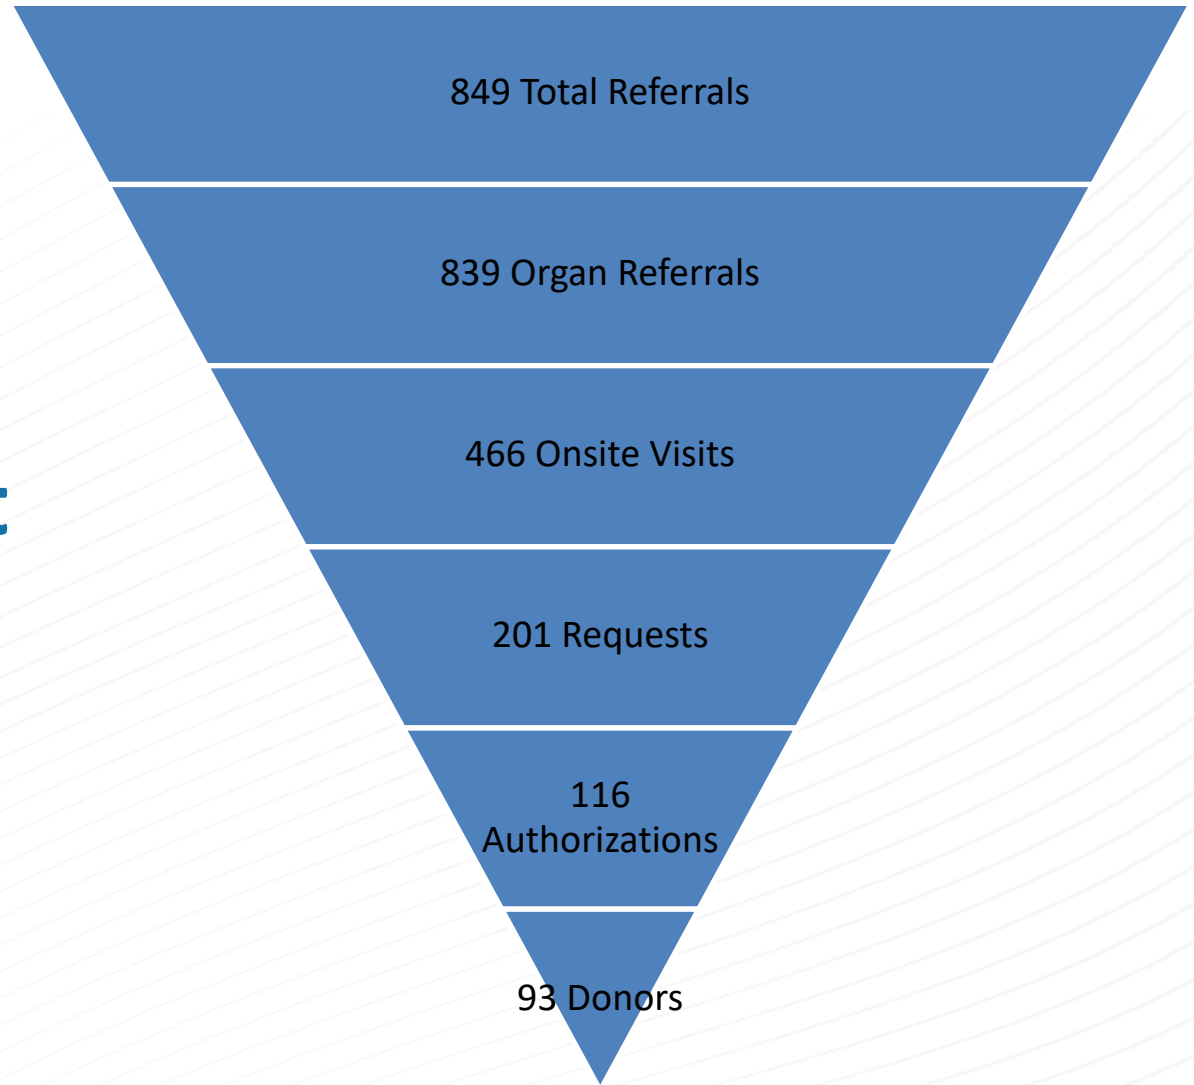 849 Total Referrals
839 Organ Referrals
466 Onsite Visits
t
201 Requests
116
Authorizations
93 Donors